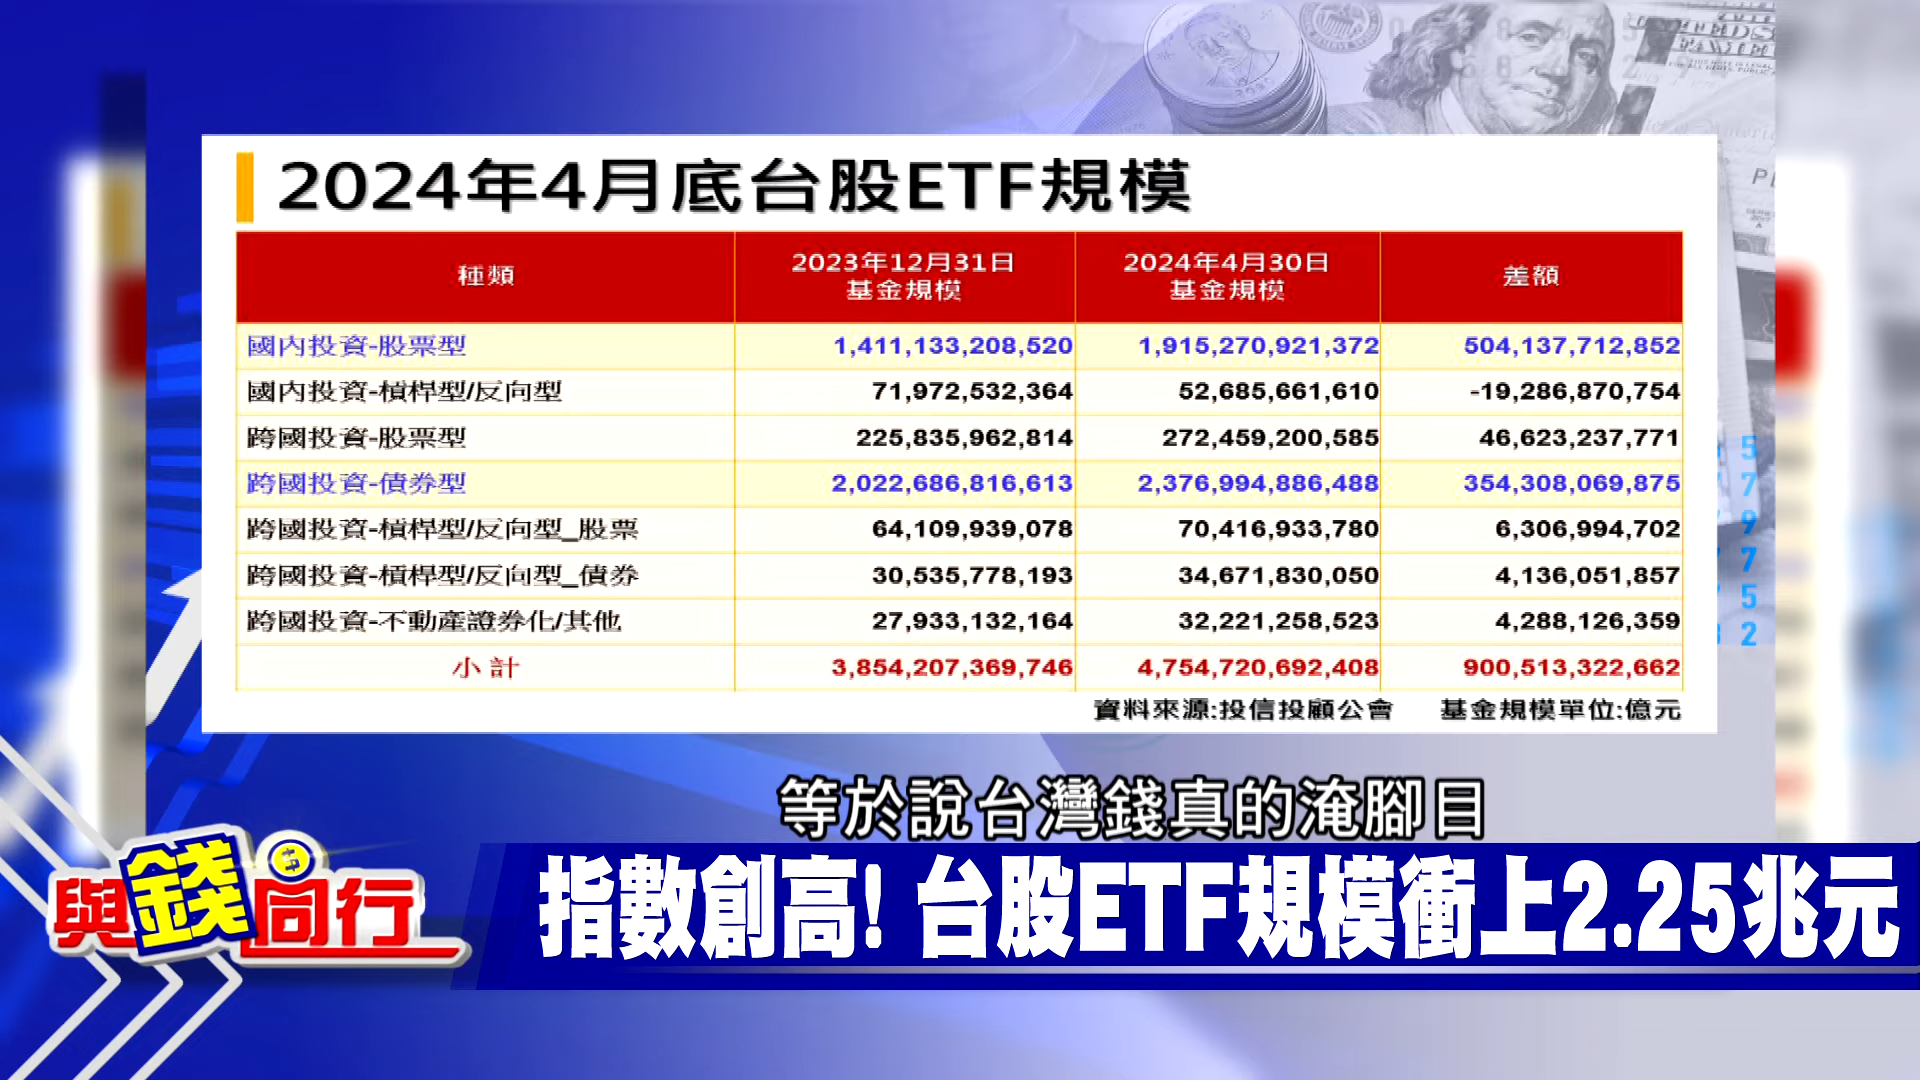 2024年4月底台股ETF規模
種類 2023年12月31日 基金規模 2024年4月30日 基金規模 差額
國內投資-股票型 1,411,133,208,520 1,915,270,921,372 504,137,712,852
國內投資-槓桿型/反向型 71,972,532,364 52,685,661,610 -19,286,870,754
跨國投資-股票型 225,835,962,814 272,459,200,585 46,623,237,771
跨國投資-債券型 2,022,686,816,613 2,376,994,886,488 354,308,069,875
跨國投資-槓桿型/反向型_股票 64,109,939,078 70,416,933,780 6,306,994,702
跨國投資-槓桿型/反向型_債券 30,535,778,193 34,671,830,050 4,136,051,857
跨國投資-不動產證券化/其他 27,933,132,164 32,221,258,523 4,288,126,359
小計 3,854,207,369,746 4,754,720,692,408 900,513,322,662
資料來源:投信投顧公會 基金規模單位:億元
等於說台灣錢真的淹腳目
與錢同行
指數創高! 台股ETF規模衝上2.25兆元